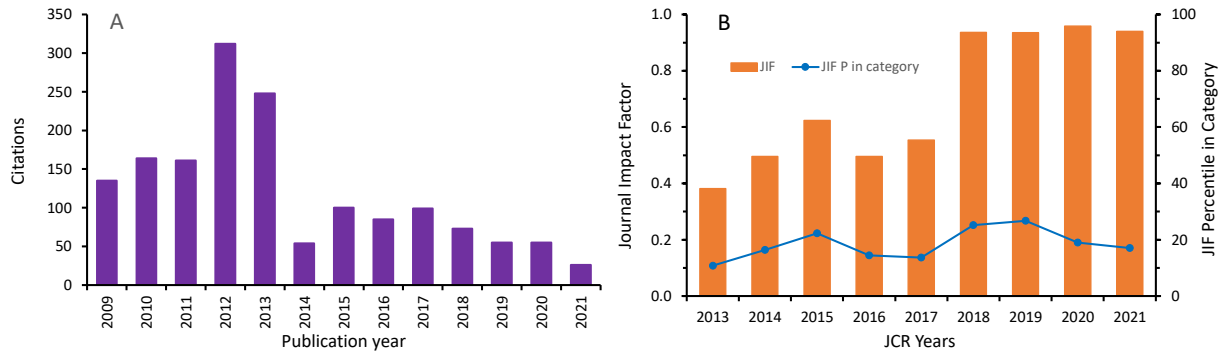 A
350
300
250
200
150
100
50
0
Citations
2009 2010 2011 2012 2013 2014 2015 2016 2017 2018 2019 2020 2021
Publication year
B
JIF JIF P in category
1.0
0.8
0.6
0.4
0.2
0.0
Journal Impact Factor
100
80
60
40
20
0
JIF Percentile in Category
2013 2014 2015 2016 2017 2018 2019 2020 2021
JCR Years